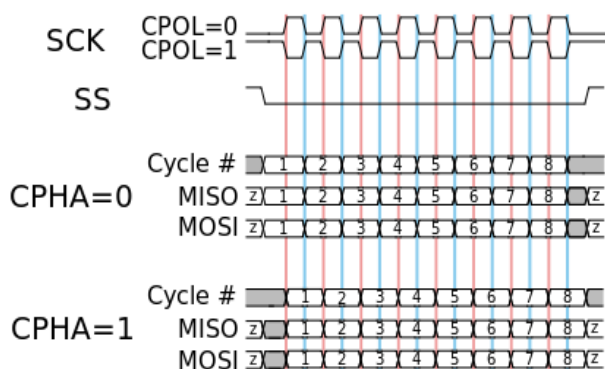 CPOL=0
SCK CPOL=1
SS
Cycle # 1 2 3 4 5 6 7 8
CPHA=0 MISO z 1 2 3 4 5 6 7 8 z
MOSI z 1 2 3 4 5 6 7 8 z
Cycle # 1 2 3 4 5 6 7 8
CPHA=1 MISO z 1 2 3 4 5 6 7 8 z
MOSI z 1 2 3 4 5 6 7 8 z